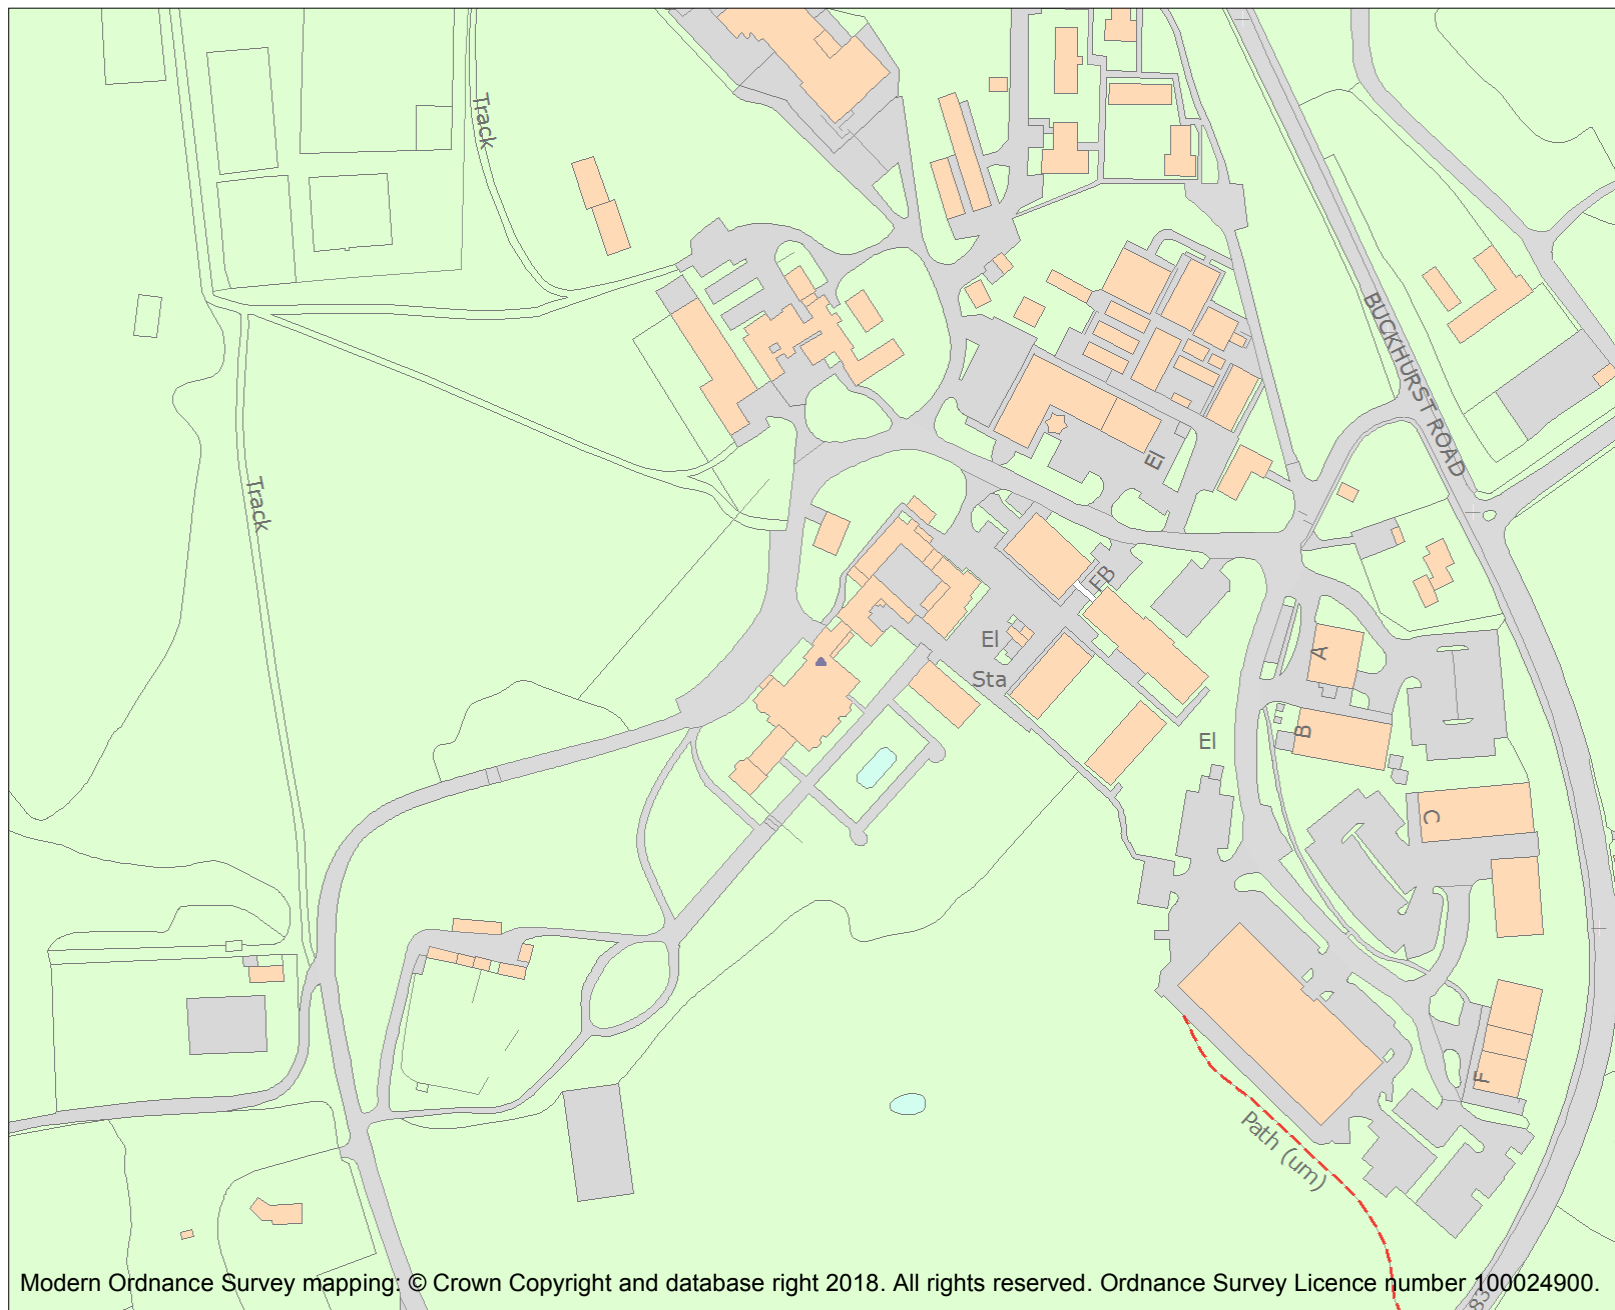 Track
BUCKHURST ROAD
Track
El
FB
El
Sta
A
B
El
C
F
Path (um)
Modern Ordnance Survey mapping: © Crown Copyright and database right 2018. All rights reserved. Ordnance Survey Licence number 100024900.